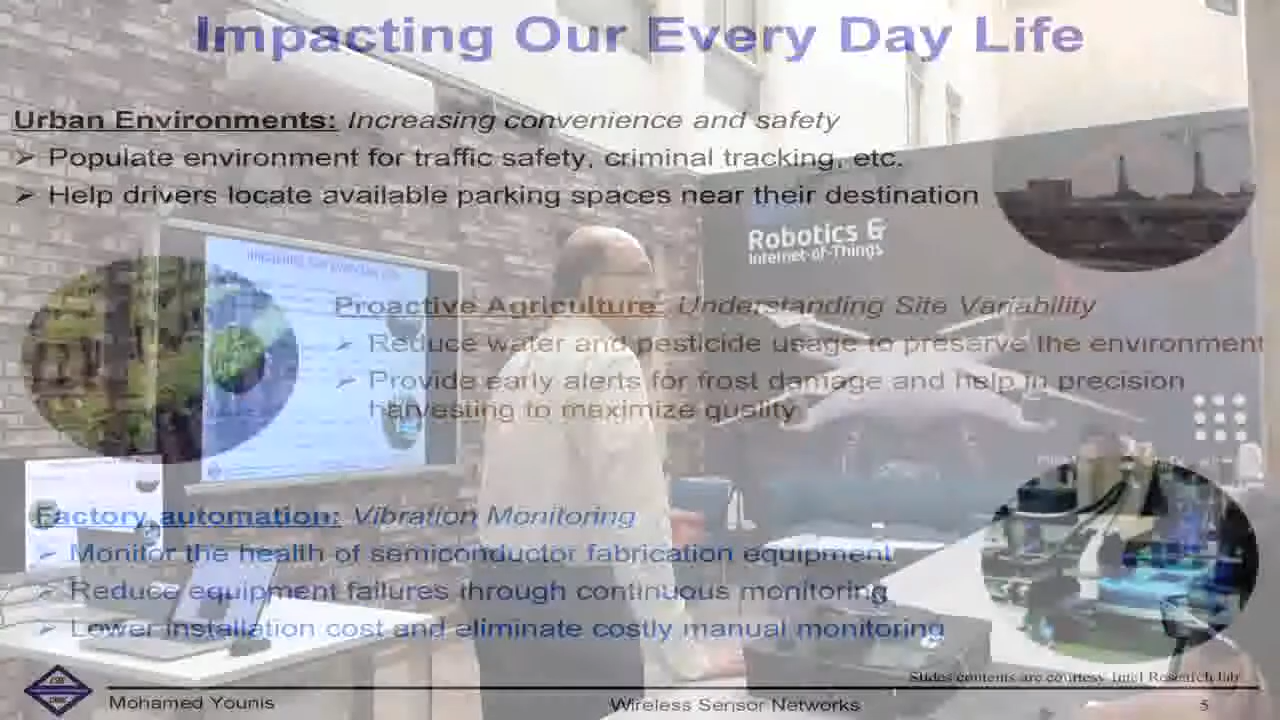 Impacting Our Every Day Life
Urban Environments: Increasing convenience and safety
➢ Populate environment for traffic safety, criminal tracking, etc.
➢ Help drivers locate available parking spaces near their destination
Robotics &
Internet-of-Things
Proactive Agriculture: Understanding Site Variability
➢ Reduce water and pesticide usage to preserve the environment
➢ Provide early alerts for frost damage and help in precision
harvesting to maximize quality
Factory automation: Vibration Monitoring
➢ Monitor the health of semiconductor fabrication equipment
➢ Reduce equipment failures through continuous monitoring
➢ Lower installation cost and eliminate costly manual monitoring
Slides contents are courtesy Intel Research lab
Mohamed Younis
Wireless Sensor Networks
5